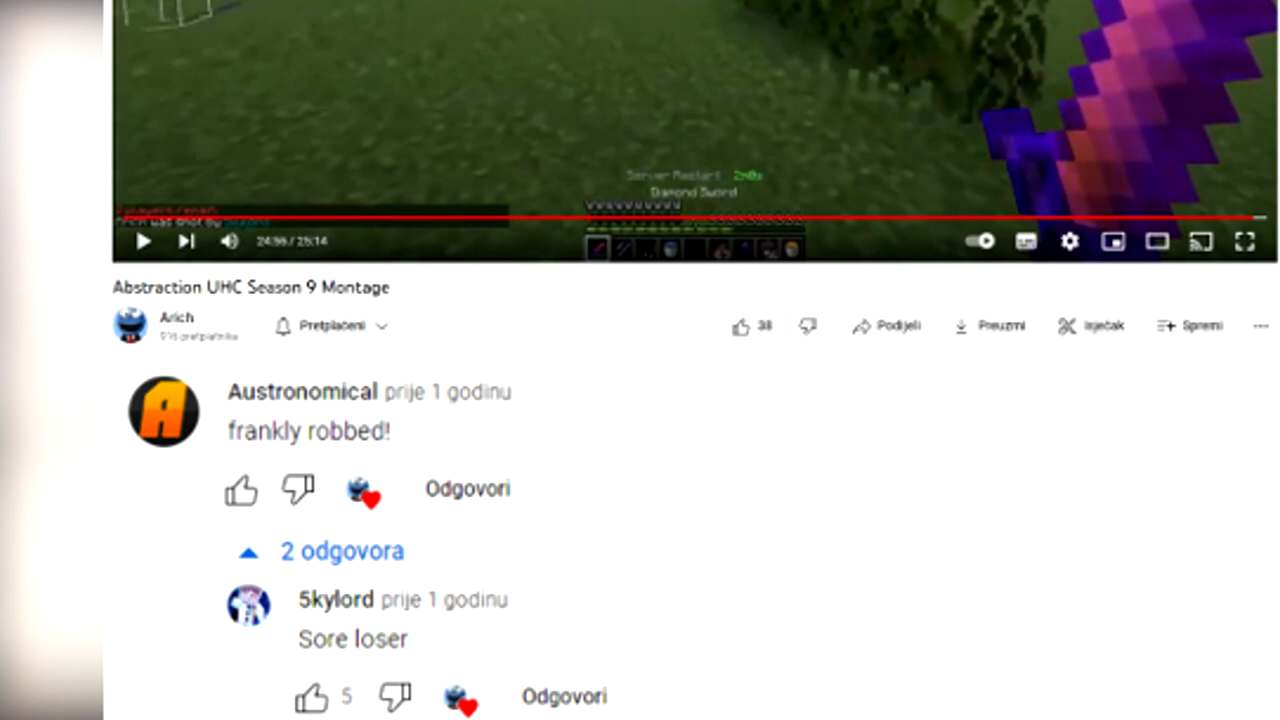 Server Restart 2m0s
Diamond Sword
24:56 / 25:14
Abstraction UHC Season 9 Montage
Arich
Pretplaćeni
38
Podijeli
Preuzmi
Isječak
Spremi
Austronomical prije 1 godinu
frankly robbed!
Odgovori
2 odgovora
5kylord prije 1 godinu
Sore loser
5
Odgovori